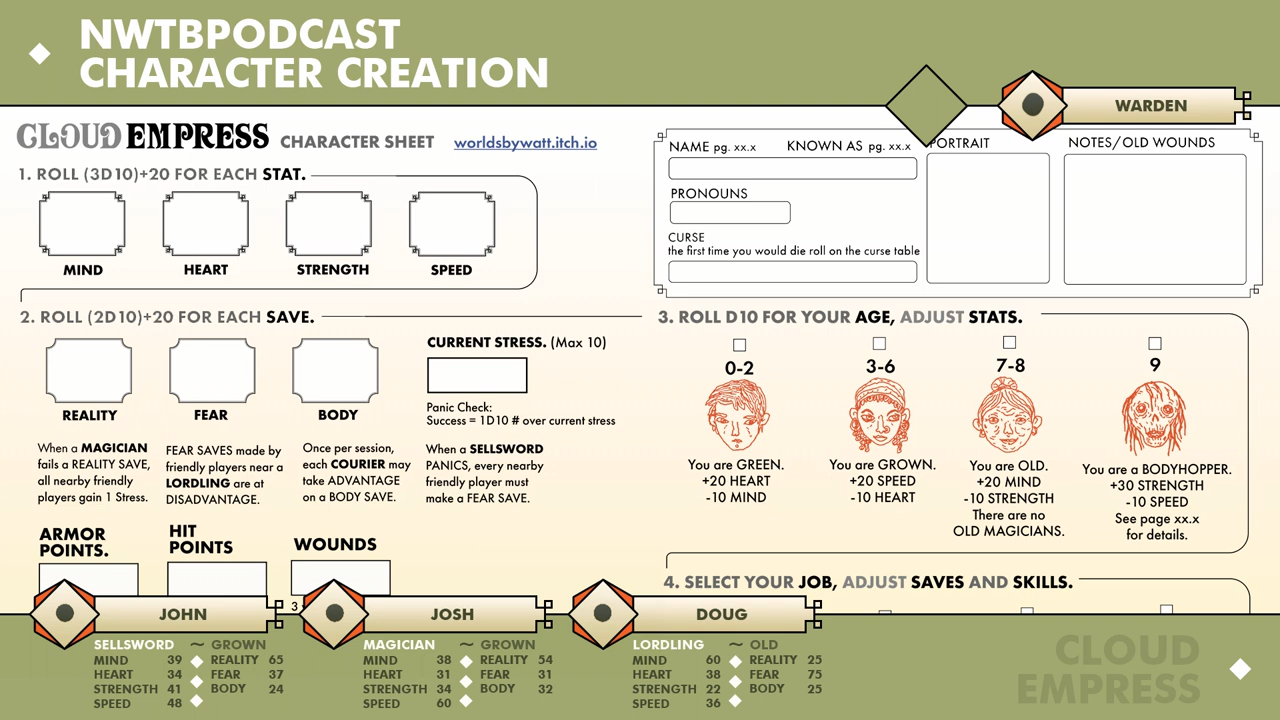 NWTBPODCAST
CHARACTER CREATION
WARDEN
CLOUD EMPRESS CHARACTER SHEET worldsbywatt.itch.io
1. ROLL (3D10)+20 FOR EACH STAT.
MIND HEART STRENGTH SPEED
NAME pg. xx.x KNOWN AS pg. xx.x
PORTRAIT
NOTES/OLD WOUNDS
PRONOUNS
CURSE
the first time you would die roll on the curse table
2. ROLL (2D10)+20 FOR EACH SAVE.
REALITY FEAR BODY
CURRENT STRESS. (Max 10)
Panic Check:
Success = 1D10 # over current stress
When a MAGICIAN
fails a REALITY SAVE,
all nearby friendly
players gain 1 Stress.
FEAR SAVES made by
friendly players near a
LORDLING are at
DISADVANTAGE.
Once per session,
each COURIER may
take ADVANTAGE
on a BODY SAVE.
When a SELLSWORD
PANICS, every nearby
friendly player must
make a FEAR SAVE.
ARMOR
POINTS.
HIT
POINTS
WOUNDS
3
3. ROLL D10 FOR YOUR AGE, ADJUST STATS.
0-2
You are GREEN.
+20 HEART
-10 MIND
3-6
You are GROWN.
+20 SPEED
-10 HEART
7-8
You are OLD.
+20 MIND
-10 STRENGTH
There are no
OLD MAGICIANS.
9
You are a BODYHOPPER.
+30 STRENGTH
-10 SPEED
See page xx.x
for details.
4. SELECT YOUR JOB, ADJUST SAVES AND SKILLS.
JOHN
SELLSWORD ~ GROWN
MIND 39 REALITY 65
HEART 34 FEAR 37
STRENGTH 41 BODY 24
SPEED 48
JOSH
MAGICIAN ~ GROWN
MIND 38 REALITY 54
HEART 31 FEAR 31
STRENGTH 34 BODY 32
SPEED 60
DOUG
LORDLING ~ OLD
MIND 60 REALITY 25
HEART 38 FEAR 75
STRENGTH 22 BODY 25
SPEED 36
CLOUD
EMPRESS